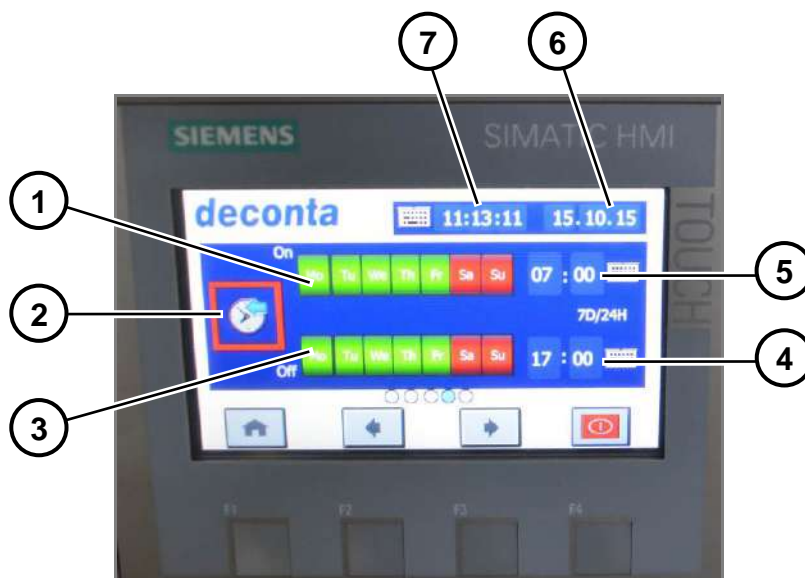 7 6
SIEMENS SIMATIC HMI
TOUCH
1
deconta 11:13:11 15.10.15
On
Mo Tu We Th Fr Sa Su 07 : 00
5
2
7D/24H
Mo Tu We Th Fr Sa Su 17 : 00
4
Off
3
F1 F2 F3 F4